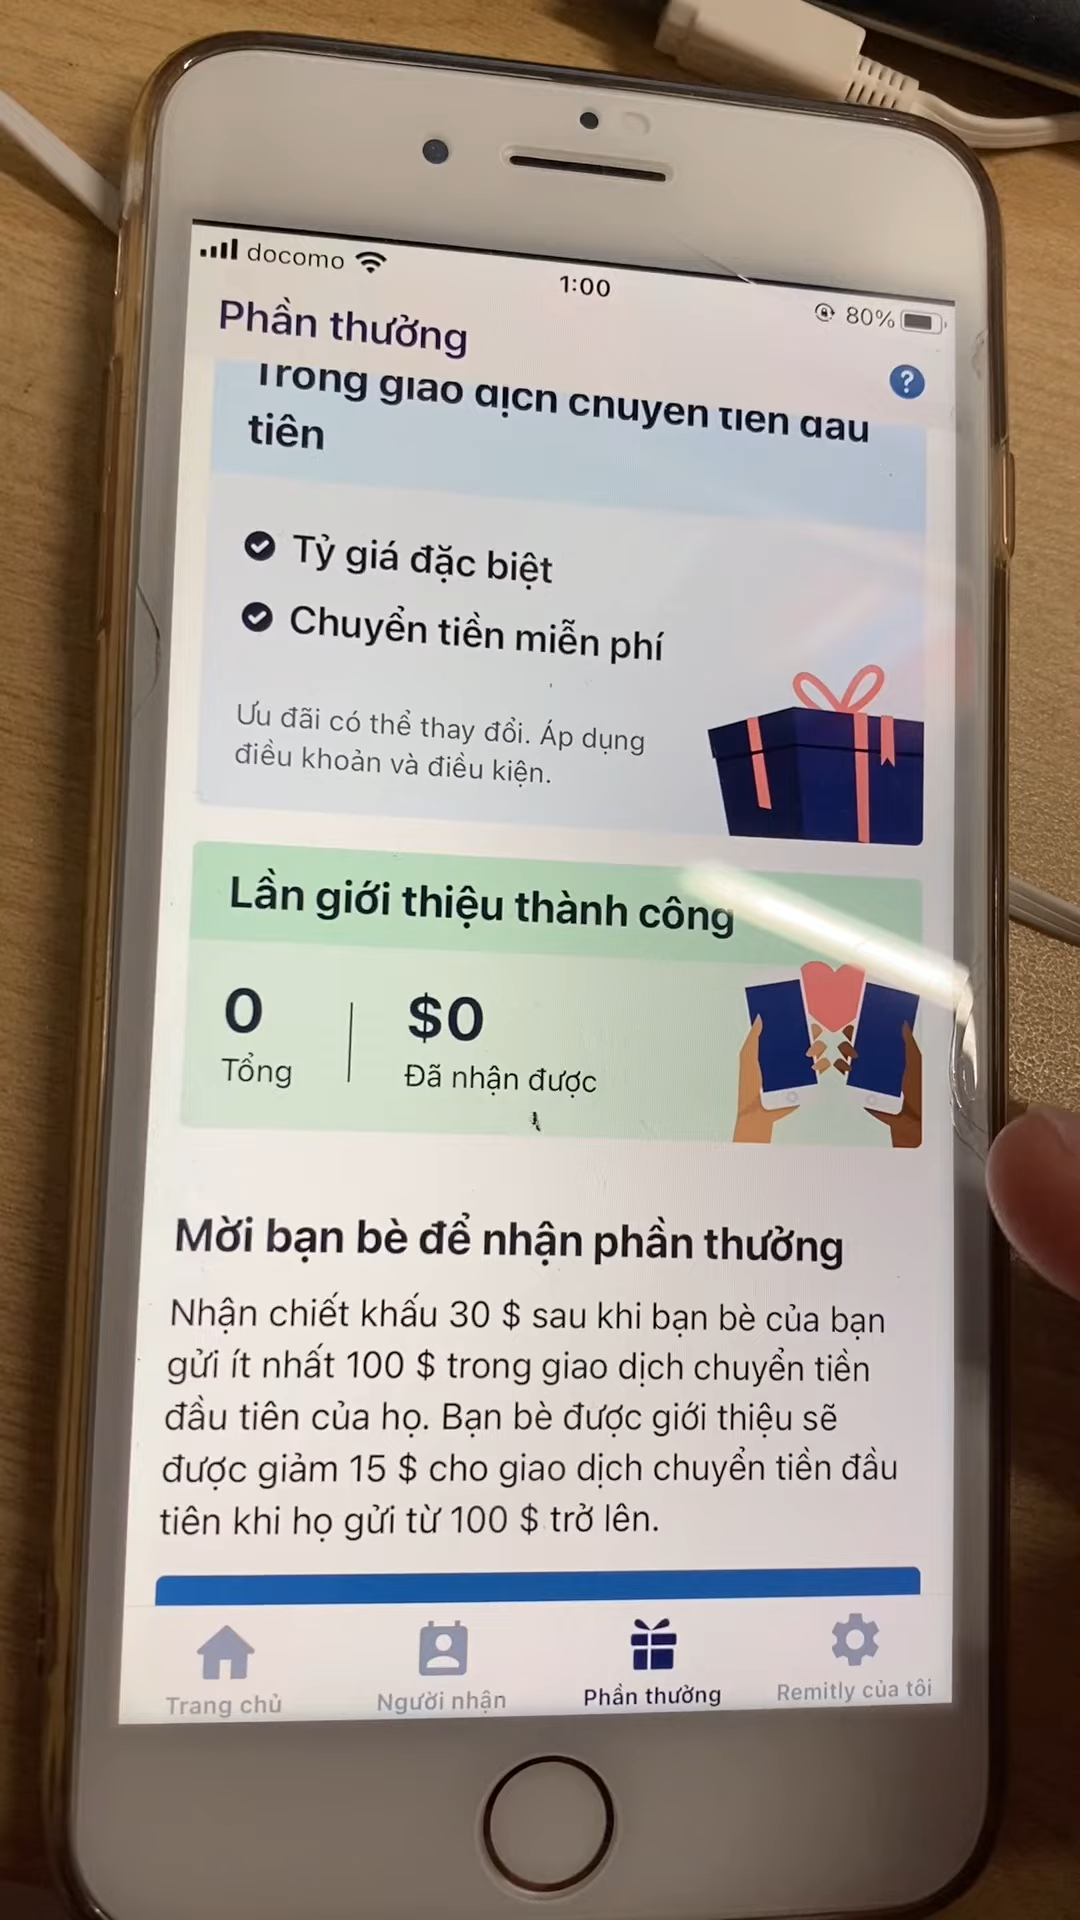 docomo
1:00
80%
Phần thưởng
?
Trong giao dịch chuyển tiền đầu
tiên
Tỷ giá đặc biệt
Chuyển tiền miễn phí
Ưu đãi có thể thay đổi. Áp dụng
điều khoản và điều kiện.
Lần giới thiệu thành công
0
$0
Tổng
Đã nhận được
Mời bạn bè để nhận phần thưởng
Nhận chiết khấu 30 $ sau khi bạn bè của bạn
gửi ít nhất 100 $ trong giao dịch chuyển tiền
đầu tiên của họ. Bạn bè được giới thiệu sẽ
được giảm 15 $ cho giao dịch chuyển tiền đầu
tiên khi họ gửi từ 100 $ trở lên.
Trang chủ
Người nhận
Phần thưởng
Remitly của tôi